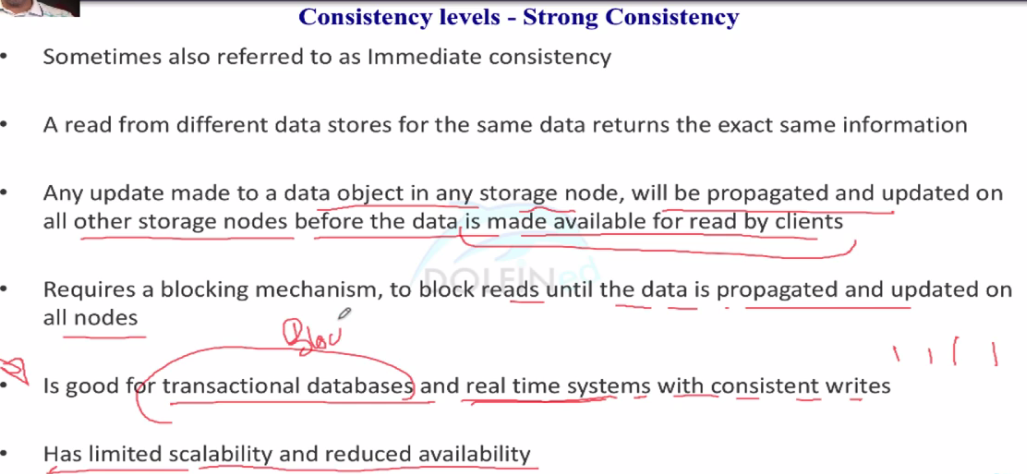 Consistency levels - Strong Consistency
• Sometimes also referred to as Immediate consistency
• A read from different data stores for the same data returns the exact same information
• Any update made to a data object in any storage node, will be propagated and updated on
all other storage nodes before the data is made available for read by clients
DOLFINed
• Requires a blocking mechanism, to block reads until the data is propagated and updated on
all nodes
• Is good for transactional databases and real time systems with consistent writes
• Has limited scalability and reduced availability